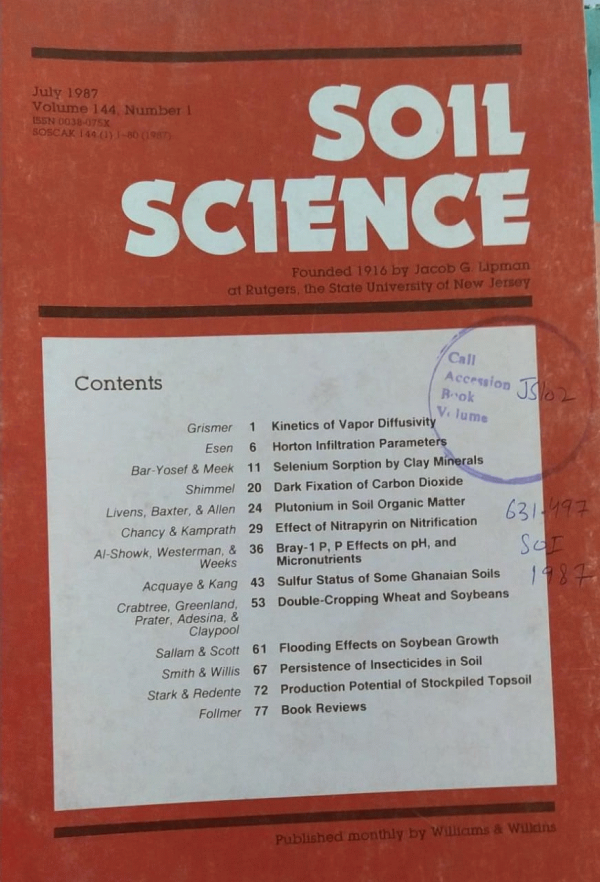 July 1987
Volume 144, Number 1
ISSN 0038-075X
SOSCAK 144 (1) 1-80 (1987)
SOIL
SCIENCE
Founded 1916 by Jacob G. Lipman
at Rutgers, the State University of New Jersey
Call
Accession
Book
Volume
Contents
Grismer 1 Kinetics of Vapor Diffusivity
Esen 6 Horton Infiltration Parameters
Bar-Yosef & Meek 11 Selenium Sorption by Clay Minerals
Shimmel 20 Dark Fixation of Carbon Dioxide
Livens, Baxter, & Allen 24 Plutonium in Soil Organic Matter
Chancy & Kamprath 29 Effect of Nitrapyrin on Nitrification
Al-Showk, Westerman, & 36 Bray-1 P, P Effects on pH, and
Weeks Micronutrients
Acquaye & Kang 43 Sulfur Status of Some Ghanaian Soils
Crabtree, Greenland, 53 Double-Cropping Wheat and Soybeans
Prater, Adesina, &
Claypool
Sallam & Scott 61 Flooding Effects on Soybean Growth
Smith & Willis 67 Persistence of Insecticides in Soil
Stark & Redente 72 Production Potential of Stockpiled Topsoil
Follmer 77 Book Reviews
631.497
SOI
1987
Published monthly by Williams & Wilkins